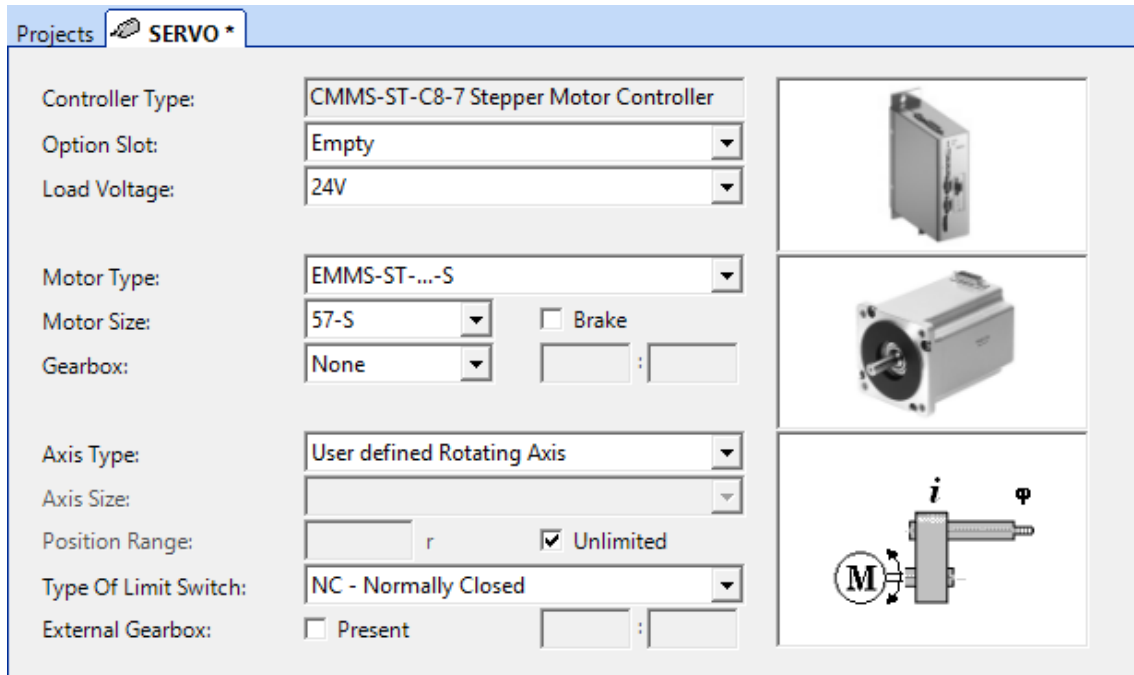 Projects SERVO *
Controller Type: CMMS-ST-C8-7 Stepper Motor Controller
Option Slot: Empty
Load Voltage: 24V
Motor Type: EMMS-ST-...-S
Motor Size: 57-S Brake
Gearbox: None :
Axis Type: User defined Rotating Axis
Axis Size:
Position Range: r Unlimited
Type Of Limit Switch: NC - Normally Closed
External Gearbox: Present :
i φ
M